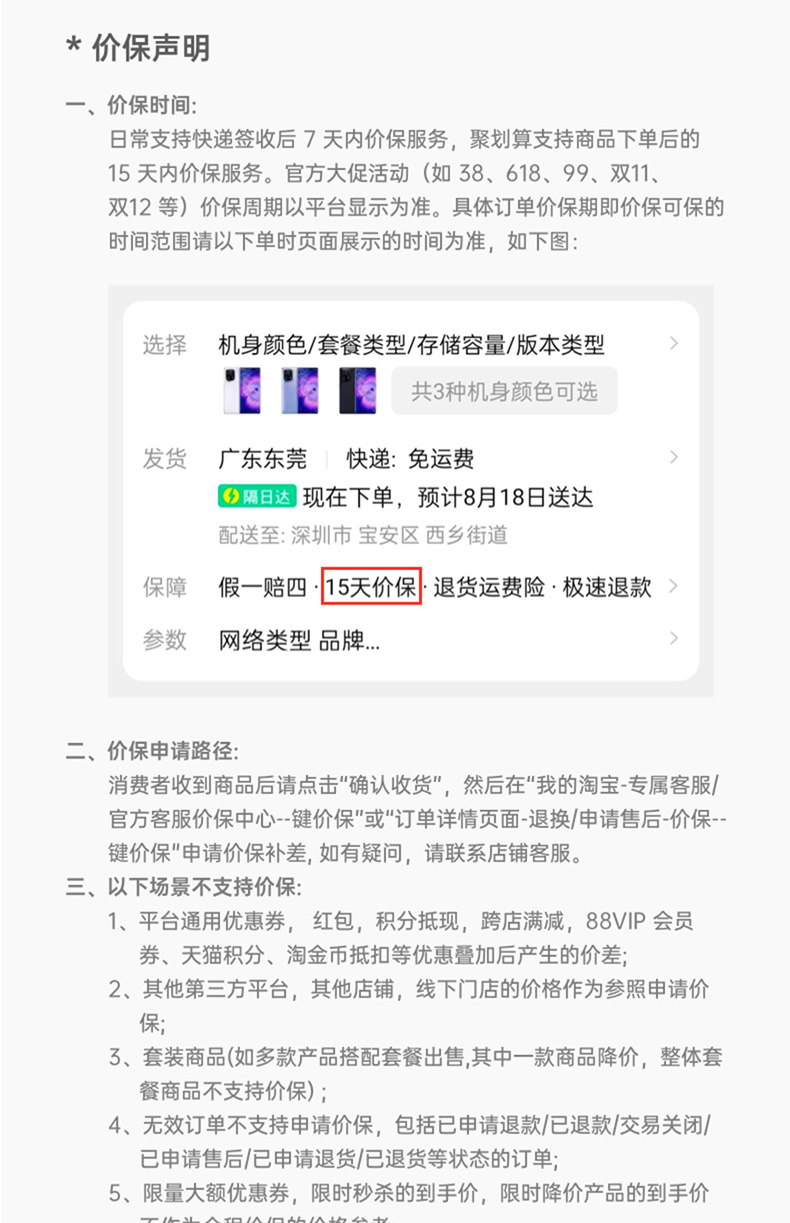 * 价保声明
一、价保时间:
日常支持快递签收后 7 天内价保服务，聚划算支持商品下单后的
15 天内价保服务。官方大促活动（如 38、618、99、双11、
双12 等）价保周期以平台显示为准。具体订单价保期即价保可保的
时间范围请以下单时页面展示的时间为准，如下图：
选择 机身颜色/套餐类型/存储容量/版本类型
共3种机身颜色可选
发货 广东东莞 快递: 免运费
隔日达 现在下单，预计8月18日送达
配送至: 深圳市 宝安区 西乡街道
保障 假一赔四 · 15天价保 · 退货运费险 · 极速退款
参数 网络类型 品牌...
二、价保申请路径:
消费者收到商品后请点击“确认收货”，然后在“我的淘宝-专属客服/
官方客服价保中心--键价保”或“订单详情页面-退换/申请售后-价保--
键价保”申请价保补差, 如有疑问，请联系店铺客服。
三、以下场景不支持价保:
1、平台通用优惠券， 红包，积分抵现，跨店满减，88VIP 会员
券、天猫积分、淘金币抵扣等优惠叠加后产生的价差;
2、其他第三方平台，其他店铺，线下门店的价格作为参照申请价
保;
3、套装商品(如多款产品搭配套餐出售,其中一款商品降价，整体套
餐商品不支持价保) ;
4、无效订单不支持申请价保，包括已申请退款/已退款/交易关闭/
已申请售后/已申请退货/已退货等状态的订单;
5、限量大额优惠券，限时秒杀的到手价，限时降价产品的到手价